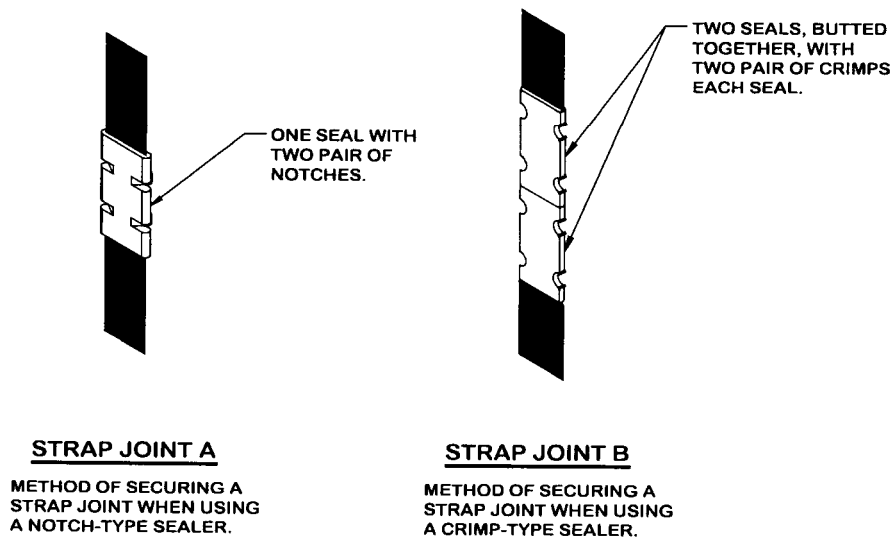 ONE SEAL WITH
TWO PAIR OF
NOTCHES.
TWO SEALS, BUTTED
TOGETHER, WITH
TWO PAIR OF CRIMPS
EACH SEAL.
STRAP JOINT A
METHOD OF SECURING A
STRAP JOINT WHEN USING
A NOTCH-TYPE SEALER.
STRAP JOINT B
METHOD OF SECURING A
STRAP JOINT WHEN USING
A CRIMP-TYPE SEALER.